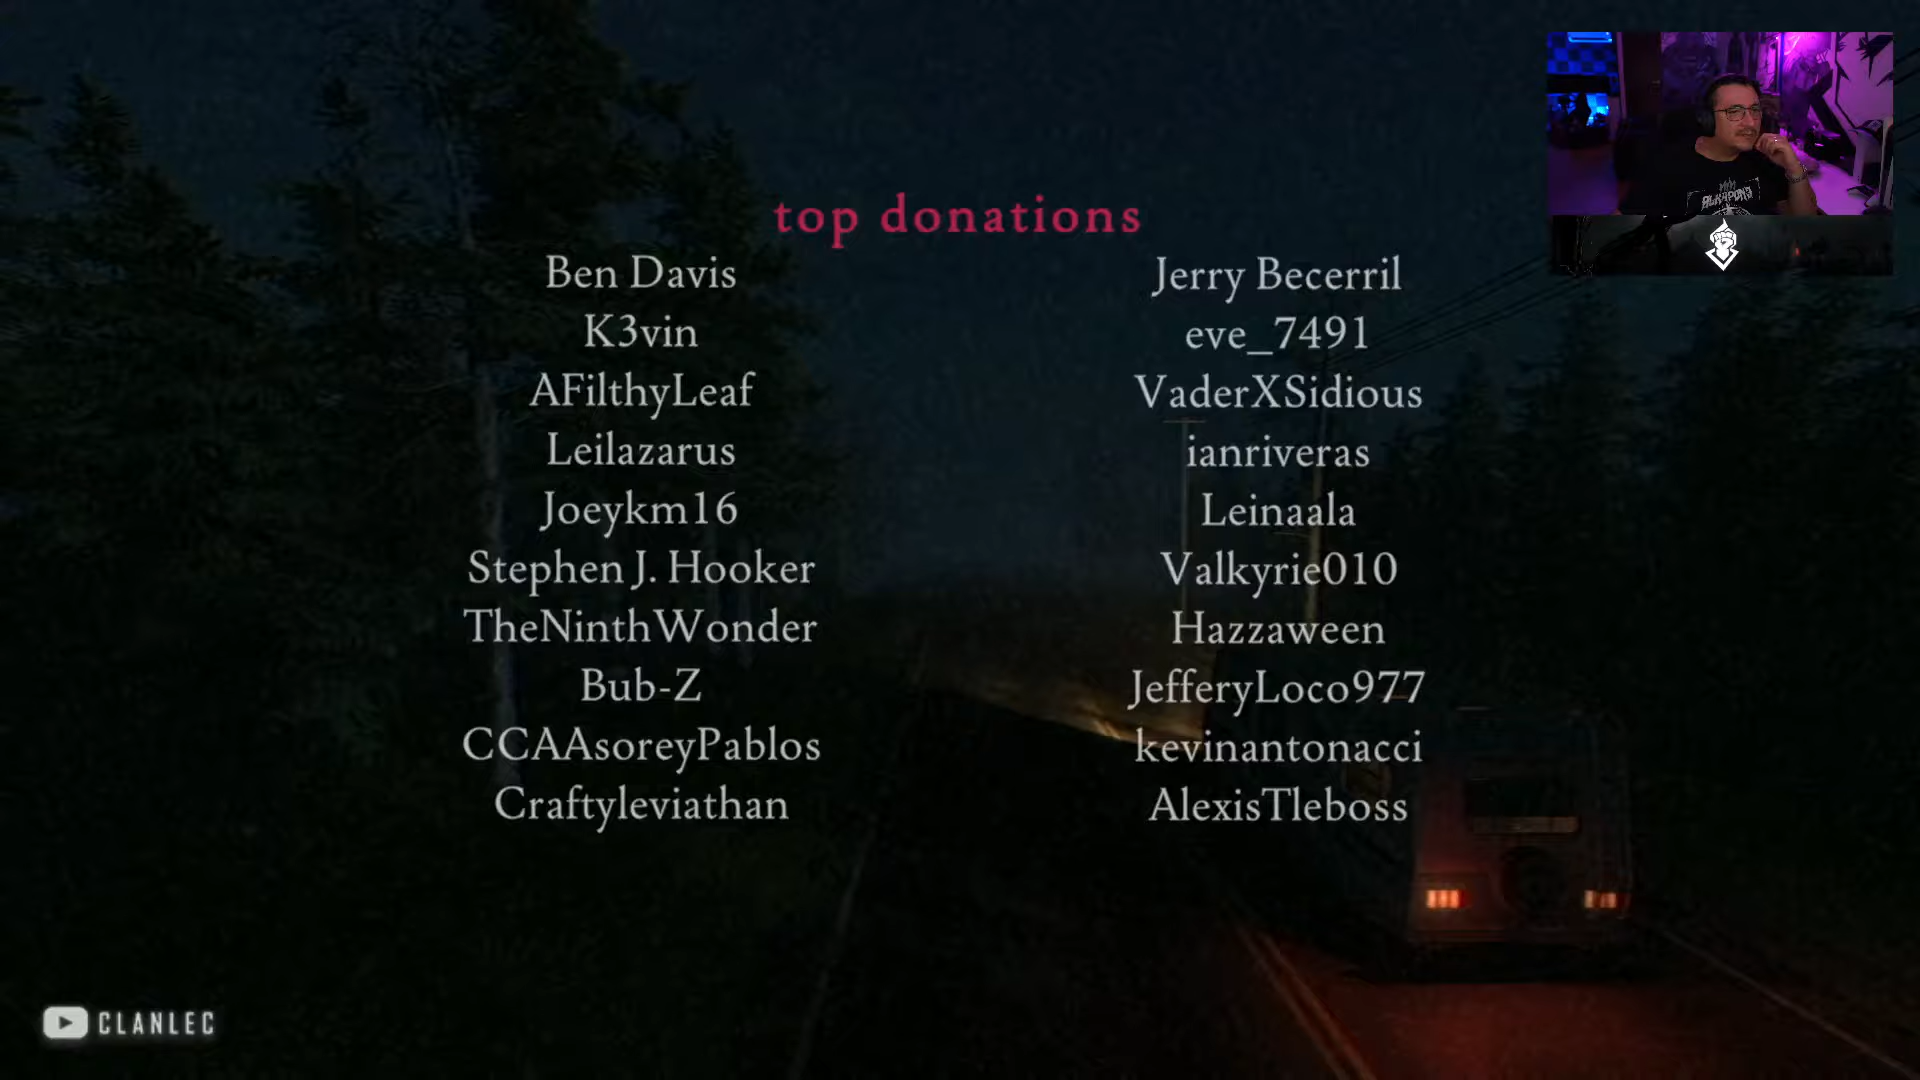 top donations
Ben Davis
K3vin
AFilthyLeaf
Leilazarus
Joeykm16
Stephen J. Hooker
TheNinthWonder
Bub-Z
CCAAsoreyPablos
Craftyleviathan
Jerry Becerril
eve_7491
VaderXSidious
ianriveras
Leinaala
Valkyrie010
Hazzaween
JefferyLoco977
kevinantonacci
AlexisTleboss
CLANLEC